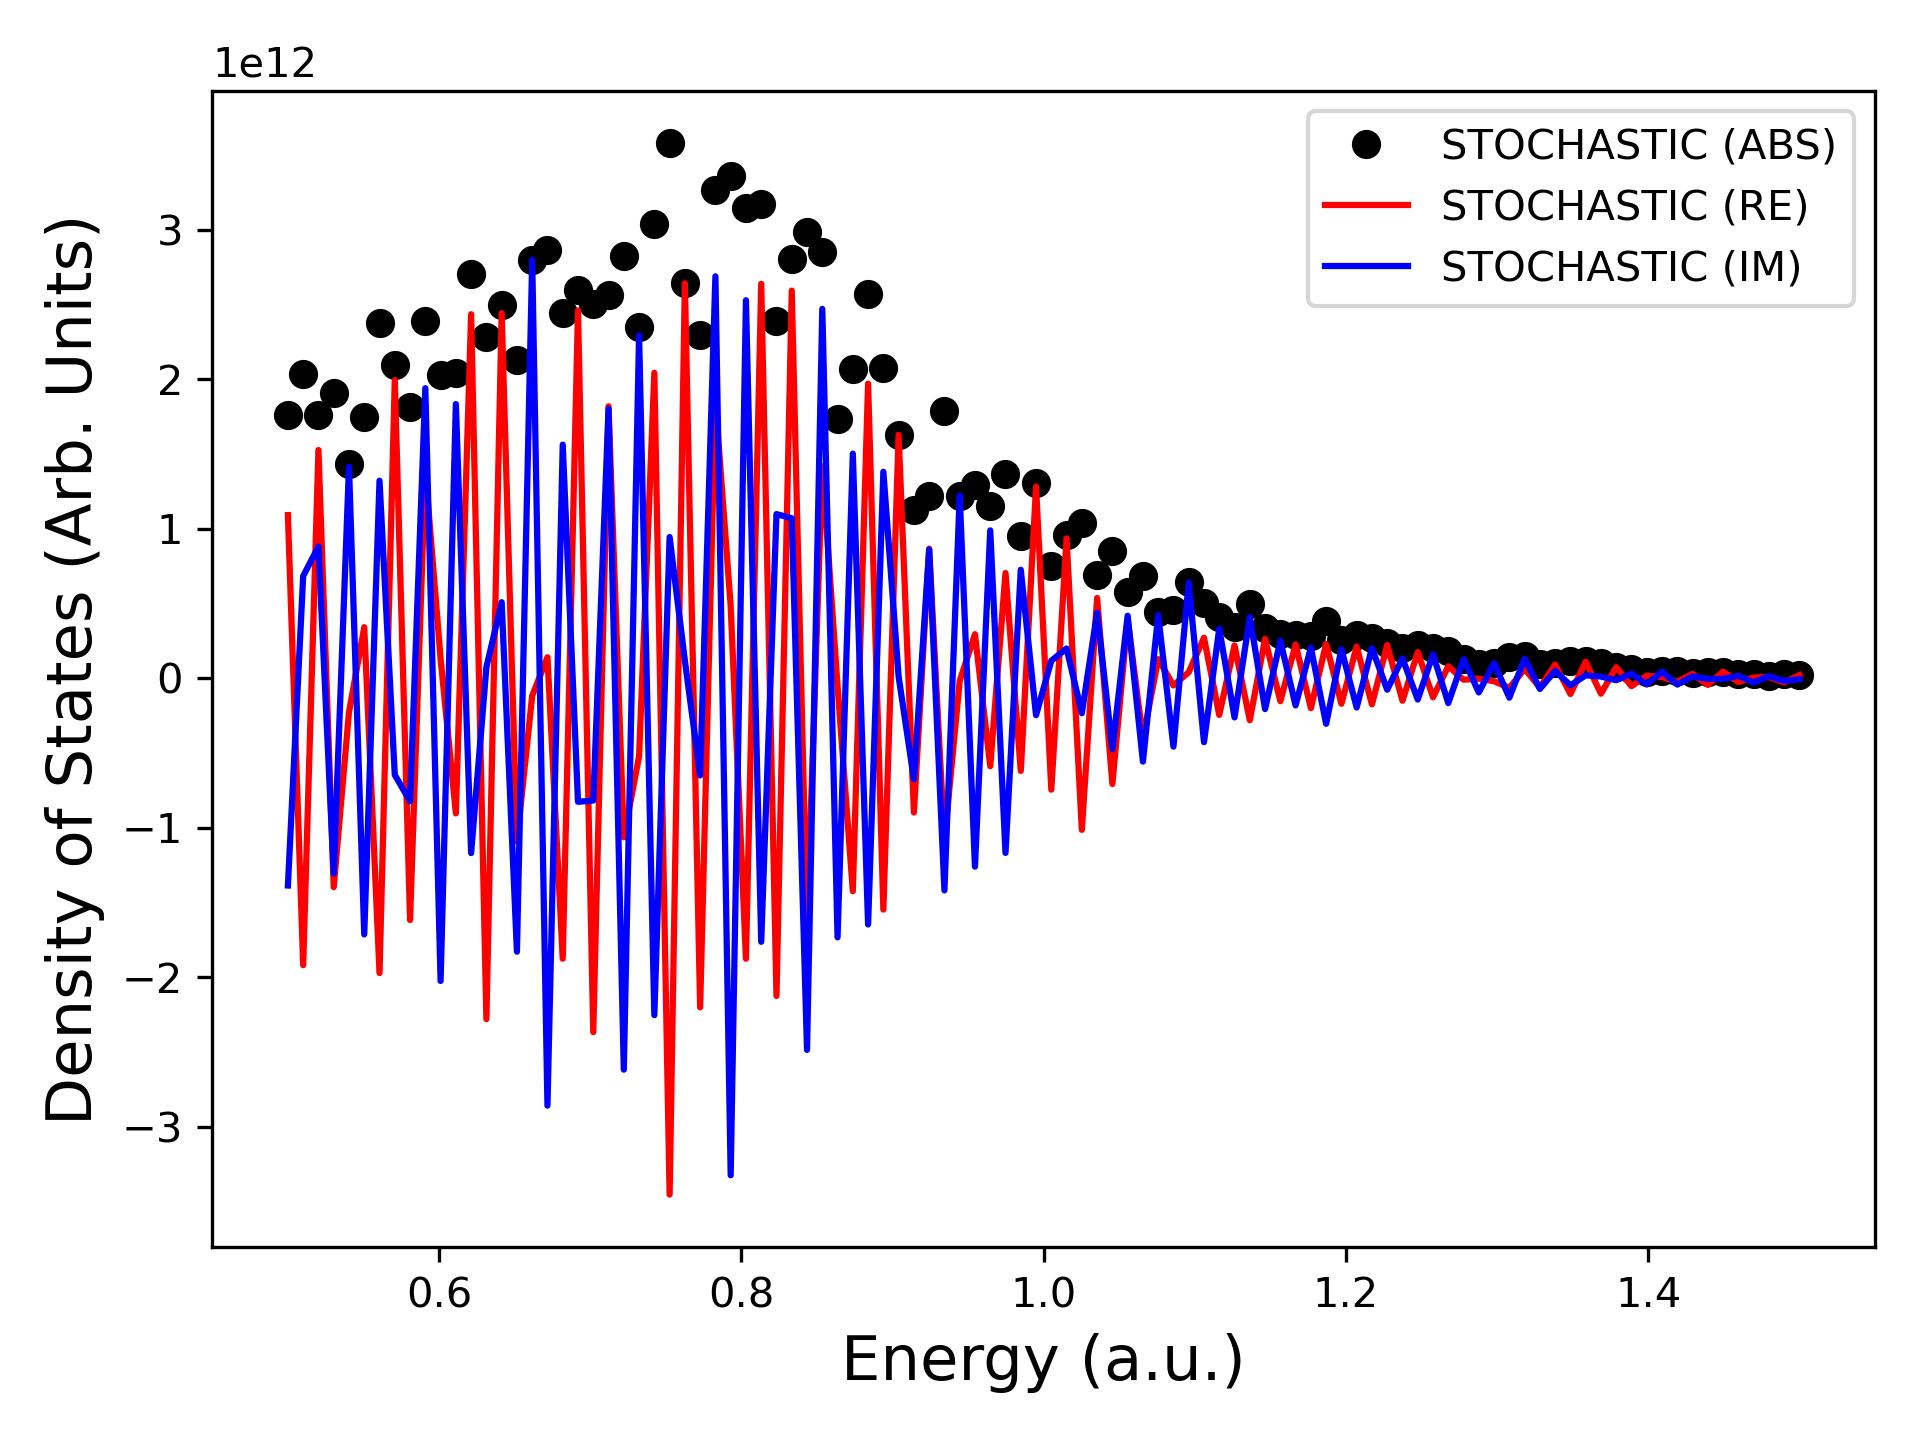 1e12
STOCHASTIC (ABS)
STOCHASTIC (RE)
STOCHASTIC (IM)
Density of States (Arb. Units)
3
2
1
0
−1
−2
−3
0.6 0.8 1.0 1.2 1.4
Energy (a.u.)